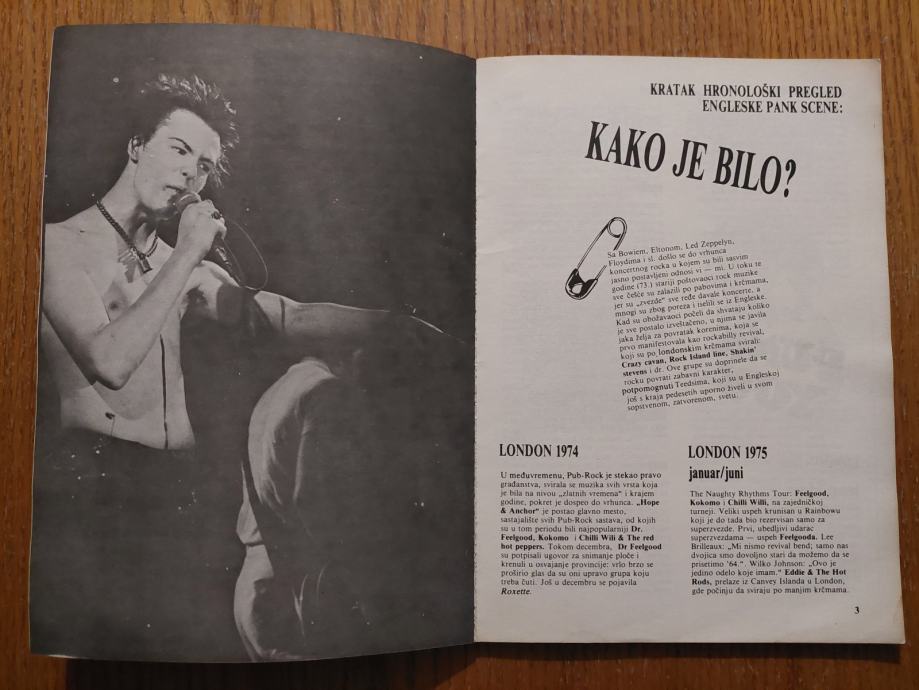 KRATAK HRONOLOŠKI PREGLED
ENGLESKE PANK SCENE:
KAKO JE BILO?
Sa Bowiem, Eltonom, Led Zeppelyn,
Floydima i sl. došlo se do vrhunca
koncertnog rocka u kojem su bili sasvim
jasno postavljeni odnosi vi — mi. U toku te
godine (73.) stariji poštovaoci rock muzike
sve češće su zalazili po pabovima i krčmama,
jer su „zvezde" sve ređe davale koncerte, a
mnogi su zbog poreza i iselili se iz Engleske.
Kad su obožavaoci počeli da shvataju koliko
je sve postalo izveštačeno, u njima se javila
jaka želja za povratak korenima, koja se
prvo manifestovala kao rockabilly revival,
koji su po londonskim krčmama svirali:
Crazy cavan, Rock Island line, Shakin'
stevens i dr. Ove grupe su doprinele da se
rocku povrati zabavni karakter,
potpomognuti Teedsima, koji su u Engleskoj
još s kraja pedesetih uporno živeli u svom
sopstvenom, zatvorenom, svetu.
LONDON 1974
U međuvremenu, Pub-Rock je stekao pravo
građanstva, svirala se muzika svih vrsta koja
je bila na nivou „zlatnih vremena" i krajem
godine, pokret je dospeo do vrhunca. „Hope
& Anchor" je postao glavno mesto,
sastajalište svih Pub-Rock sastava, od kojih
su u tom periodu bili najpopularniji Dr.
Feelgood, Kokomo i Chilli Wili & The red
hot peppers. Tokom decembra, Dr Feelgood
su potpisali ugovor za snimanje ploče i
krenuli u osvajanje provincije: vrlo brzo se
proširio glas da su oni upravo grupa koju
treba čuti. Još u decembru se pojavila
Roxette.
LONDON 1975
januar/juni
The Naughty Rhythms Tour: Feelgood,
Kokomo i Chilli Willi, na zajedničkoj
turneji. Veliki uspeh krunisan u Rainbowu
koji je do tada bio rezervisan samo za
superzvezde. Prvi, ubedljivi udarac
superzvezdama — uspeh Feelgooda. Lee
Brilleaux: „Mi nismo revival bend; samo nas
dvojica smo dovoljno stari da možemo da se
prisetimo '64.". Wilko Johnson: „Ovo je
jedino odelo koje imam." Eddie & The Hot
Rods, prelaze iz Canvey Islanda u London,
gde počinju da sviraju po manjim krčmama.
3